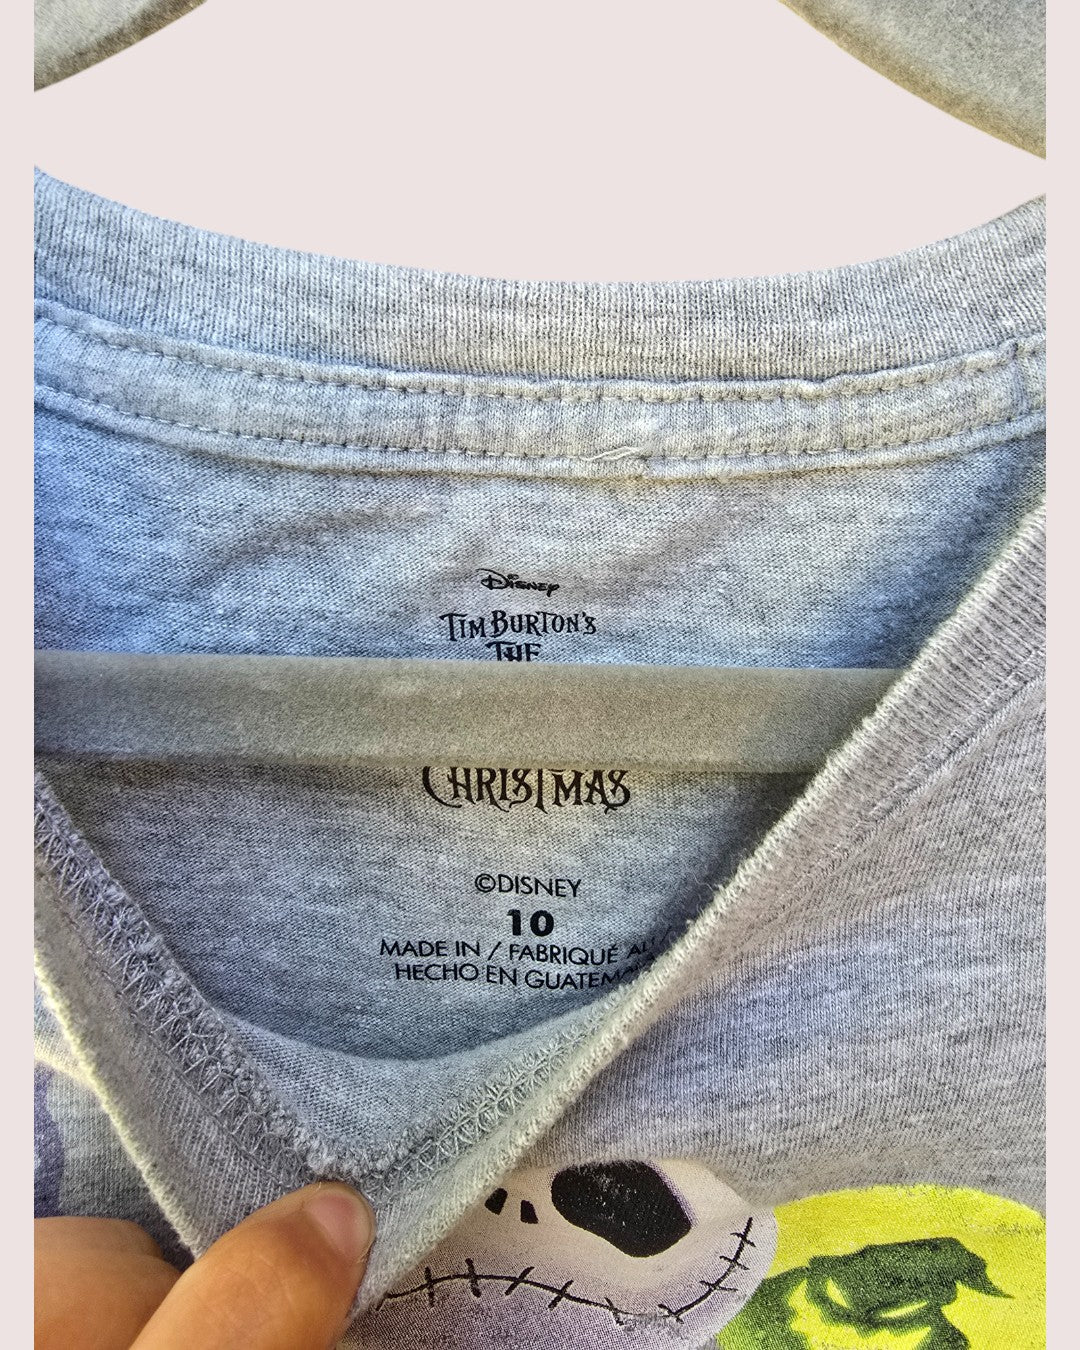 Disney
TIM BURTON'S
THE
CHRISTMAS
©DISNEY
10
MADE IN / FABRIQUÉ
HECHO EN